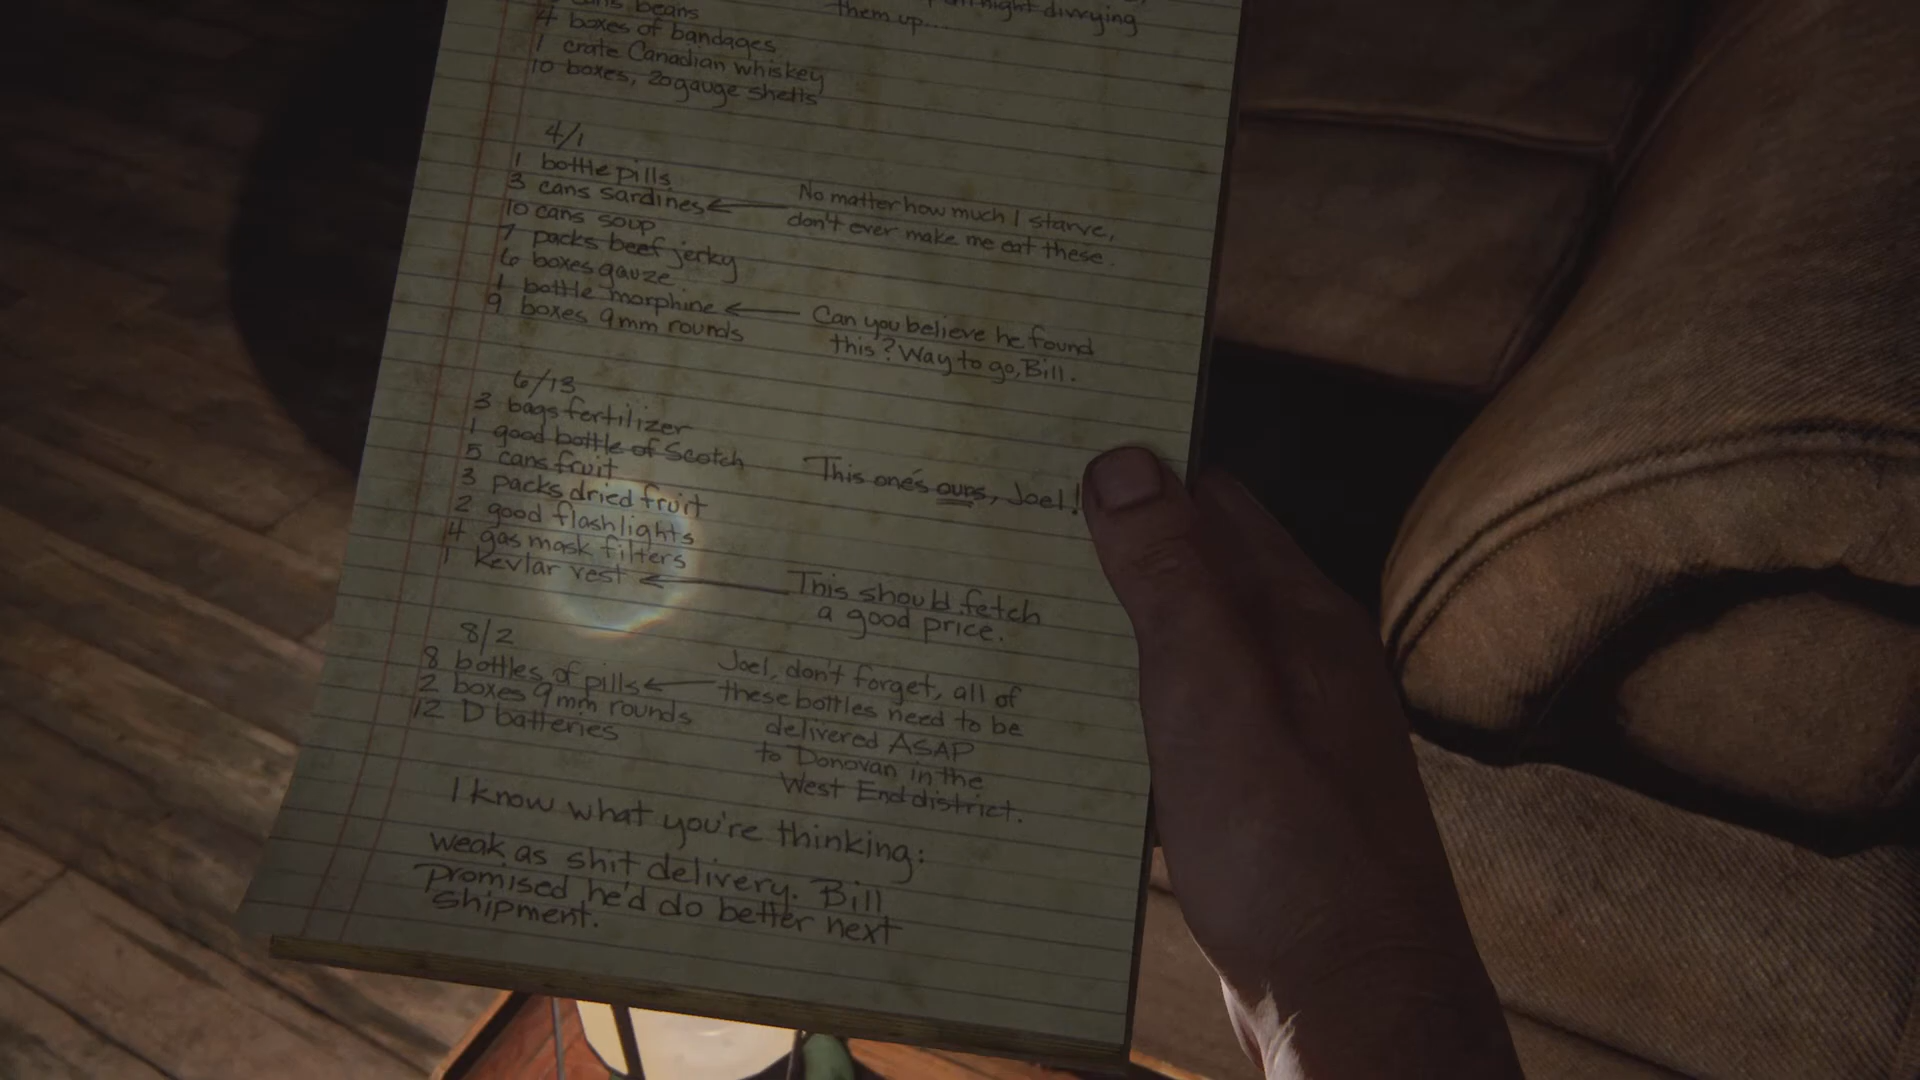 cans beans
night divvying
them up...
4 boxes of bandages
1 crate Canadian whiskey
10 boxes, 20 gauge shells
4/1
1 bottle pills
3 cans sardines
No matter how much I starve,
don't ever make me eat these.
10 cans soup
7 packs beef jerky
6 boxes gauze
1 bottle morphine
Can you believe he found
this? Way to go, Bill.
9 boxes 9mm rounds
6/13
3 bags fertilizer
1 good bottle of Scotch
This one's ours, Joel!
5 cans fruit
3 packs dried fruit
2 good flashlights
4 gas mask filters
1 Kevlar vest
This should fetch
a good price.
8/2
8 bottles of pills
2 boxes 9mm rounds
12 D batteries
Joel, don't forget, all of
these bottles need to be
delivered ASAP
to Donovan in the
West End district.
I know what you're thinking:
weak as shit delivery. Bill
promised he'd do better next
shipment.